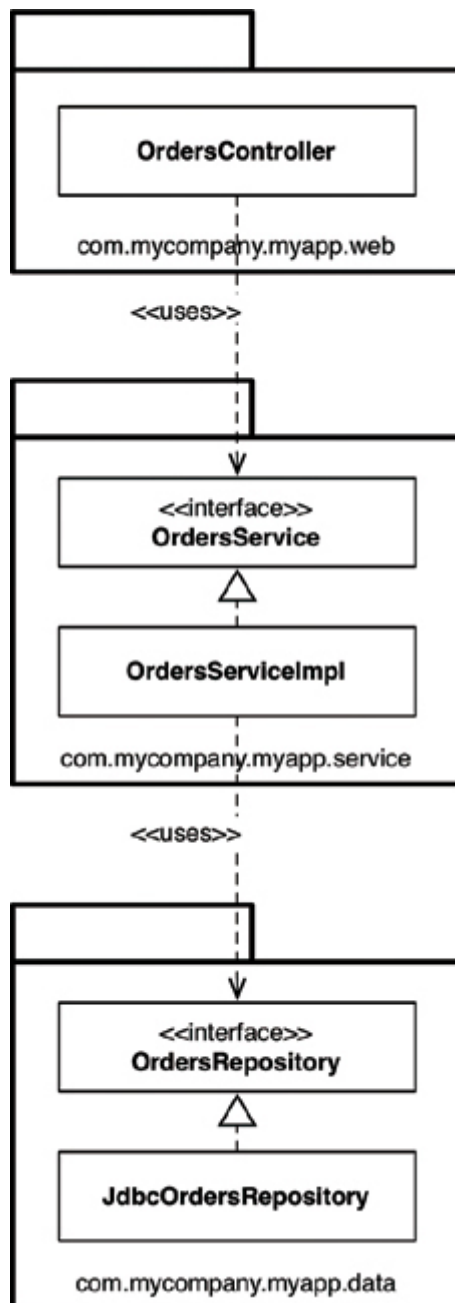 OrdersController
com.mycompany.myapp.web
<<uses>>
<<interface>>
OrdersService
OrdersServiceImpl
com.mycompany.myapp.service
<<uses>>
<<interface>>
OrdersRepository
JdbcOrdersRepository
com.mycompany.myapp.data